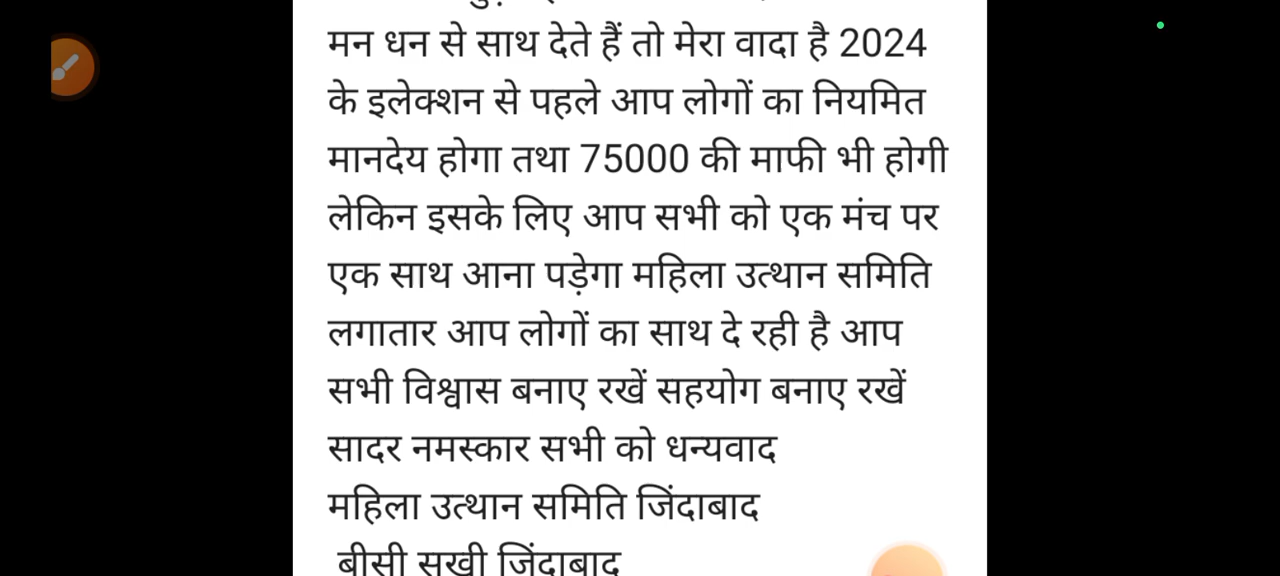 मन धन से साथ देते हैं तो मेरा वादा है 2024
के इलेक्शन से पहले आप लोगों का नियमित
मानदेय होगा तथा 75000 की माफी भी होगी
लेकिन इसके लिए आप सभी को एक मंच पर
एक साथ आना पड़ेगा महिला उत्थान समिति
लगातार आप लोगों का साथ दे रही है आप
सभी विश्वास बनाए रखें सहयोग बनाए रखें
सादर नमस्कार सभी को धन्यवाद
महिला उत्थान समिति जिंदाबाद
बीसी सखी जिंदाबाद